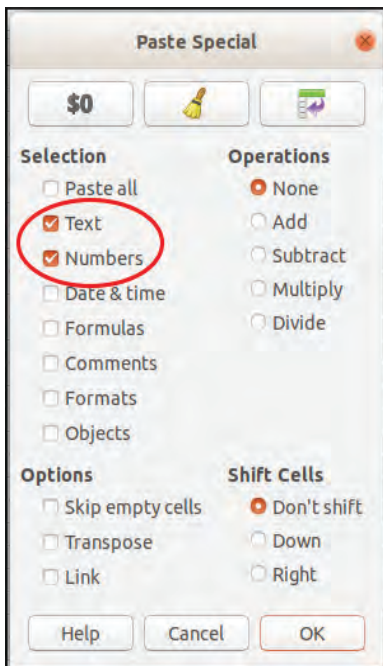 Paste Special
$0
Selection
Paste all
Text
Numbers
Date & time
Formulas
Comments
Formats
Objects
Operations
None
Add
Subtract
Multiply
Divide
Options
Skip empty cells
Transpose
Link
Shift Cells
Don't shift
Down
Right
Help
Cancel
OK